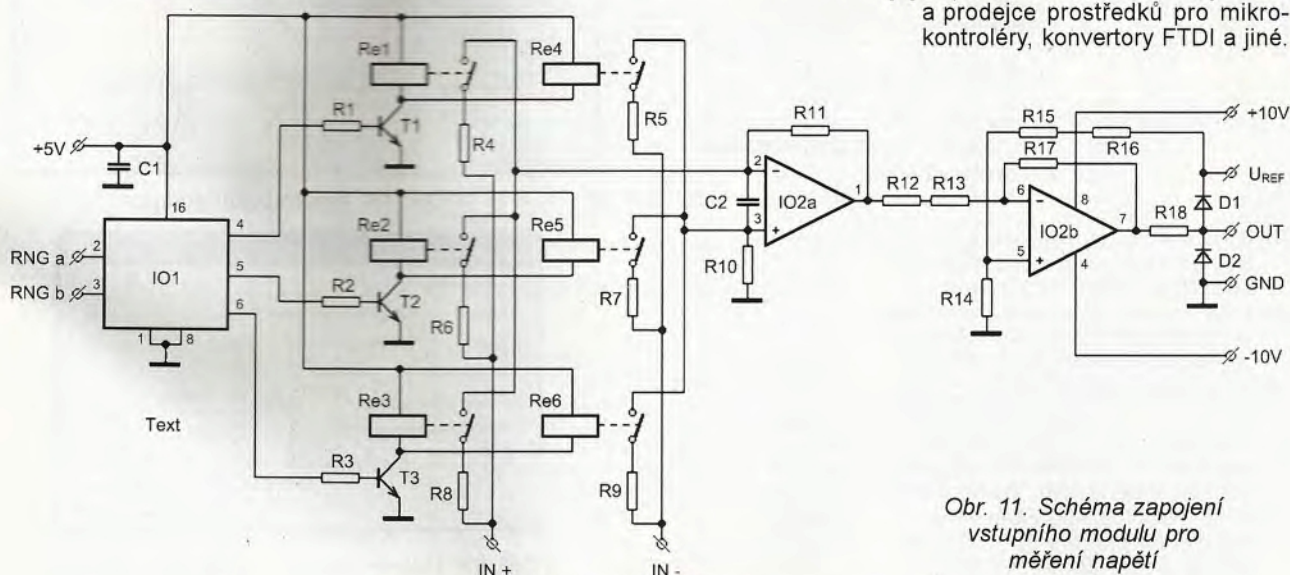 a prodejce prostředků pro mikro-
kontroléry, konvertory FTDI a jiné.
Re1
Re4
R1
T1
R4
R5
+5V
C1
16
4
RNG a
2
RNG b
3
IO1
5
6
1
8
Text
Re2
Re5
R2
T2
R6
R7
Re3
Re6
R3
T3
R8
R9
IN +
IN -
R11
2
−
C2
IO2a
1
3
+
R10
R12
R13
R15
R16
R17
+10V
UREF
6
−
8
D1
IO2b
7
R18
OUT
5
+
4
D2
R14
GND
-10V
Obr. 11. Schéma zapojení
vstupního modulu pro
měření napětí